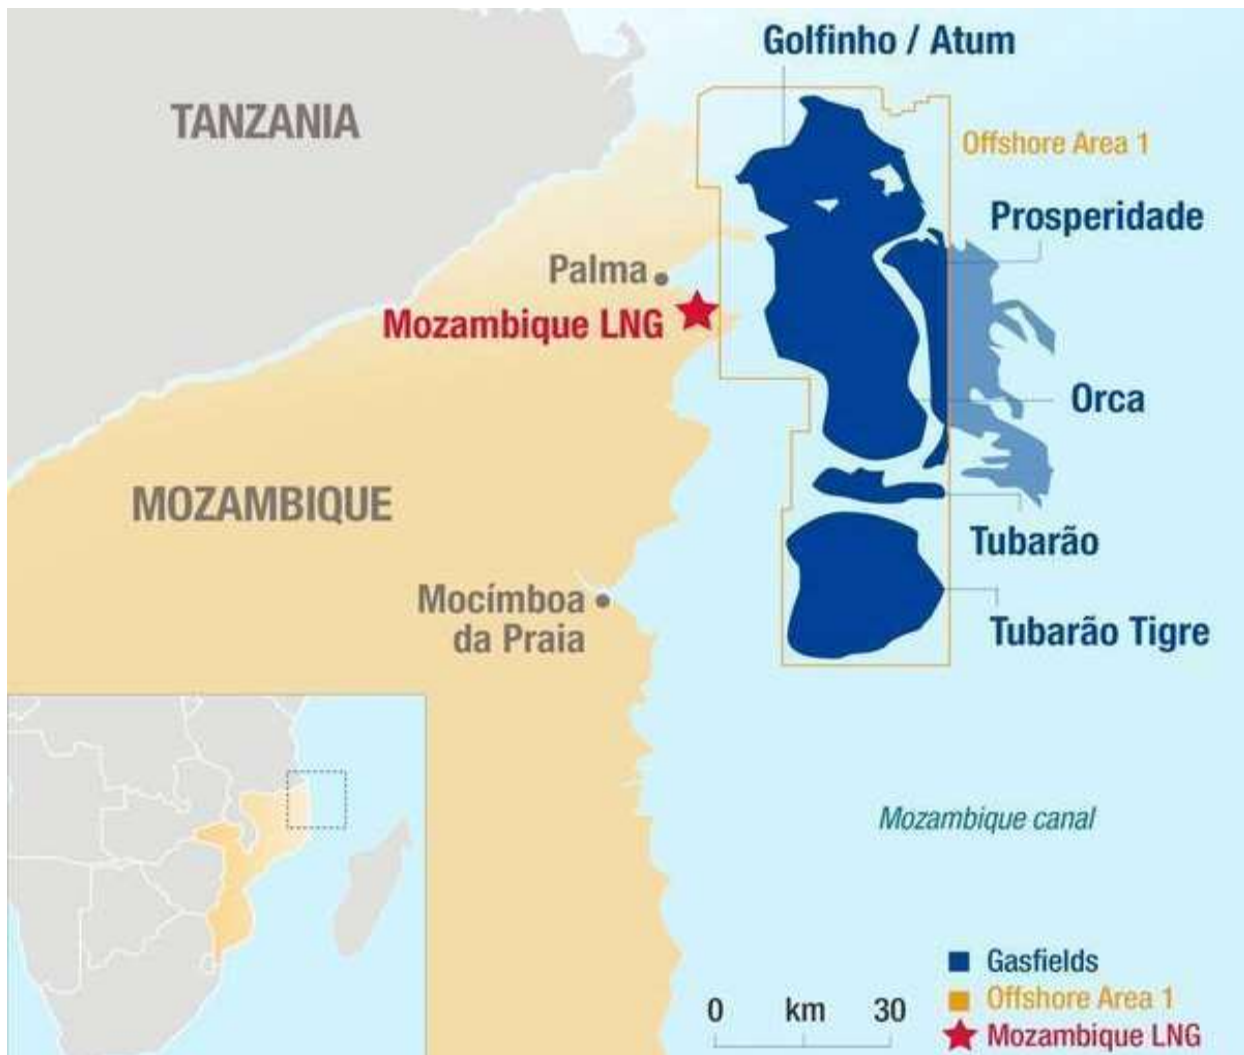 Golfinho / Atum
TANZANIA
Offshore Area 1
Prosperidade
Palma
Mozambique LNG
Orca
MOZAMBIQUE
Tubarão
Mocímboa
da Praia
Tubarão Tigre
Mozambique canal
Gasfields
Offshore Area 1
Mozambique LNG
0 km 30